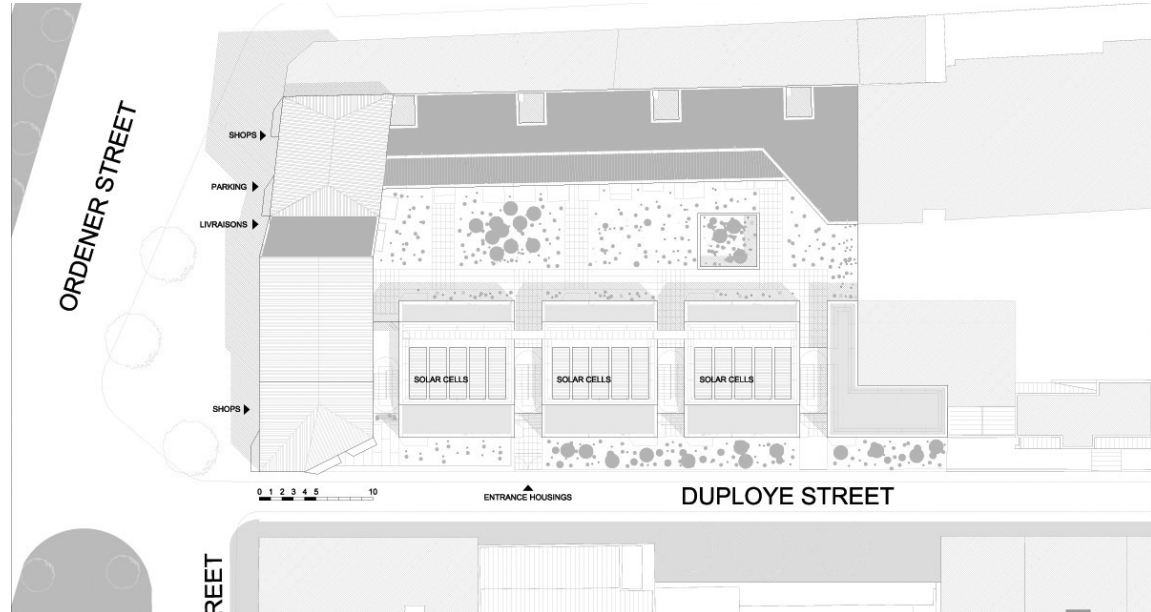 ORDENER STREET
SHOPS
PARKING
LIVRAISONS
SOLAR CELLS SOLAR CELLS SOLAR CELLS
SHOPS
0 1 2 3 4 5 10
ENTRANCE HOUSINGS
DUPLOYE STREET
REET